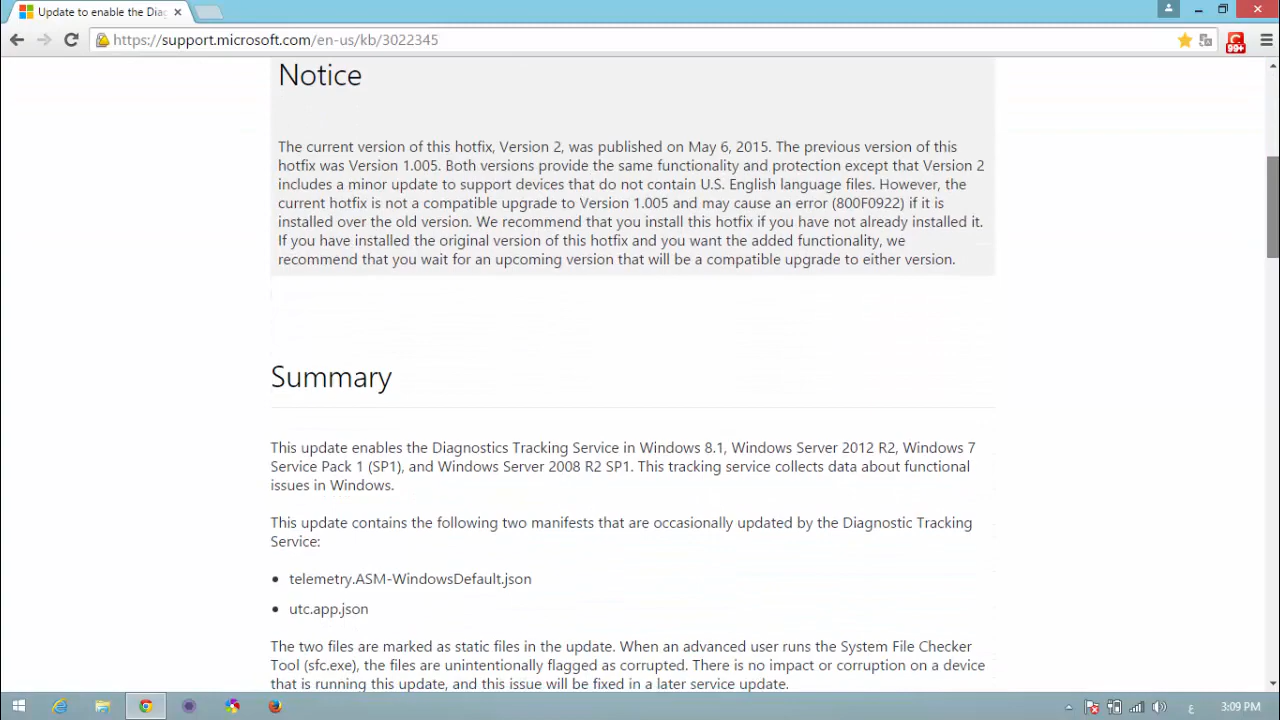 Update to enable the Dia
https://support.microsoft.com/en-us/kb/3022345
99+
Notice
The current version of this hotfix, Version 2, was published on May 6, 2015. The previous version of this
hotfix was Version 1.005. Both versions provide the same functionality and protection except that Version 2
includes a minor update to support devices that do not contain U.S. English language files. However, the
current hotfix is not a compatible upgrade to Version 1.005 and may cause an error (800F0922) if it is
installed over the old version. We recommend that you install this hotfix if you have not already installed it.
If you have installed the original version of this hotfix and you want the added functionality, we
recommend that you wait for an upcoming version that will be a compatible upgrade to either version.
Summary
This update enables the Diagnostics Tracking Service in Windows 8.1, Windows Server 2012 R2, Windows 7
Service Pack 1 (SP1), and Windows Server 2008 R2 SP1. This tracking service collects data about functional
issues in Windows.
This update contains the following two manifests that are occasionally updated by the Diagnostic Tracking
Service:
• telemetry.ASM-WindowsDefault.json
• utc.app.json
The two files are marked as static files in the update. When an advanced user runs the System File Checker
Tool (sfc.exe), the files are unintentionally flagged as corrupted. There is no impact or corruption on a device
that is running this update, and this issue will be fixed in a later service update.
ع
3:09 PM